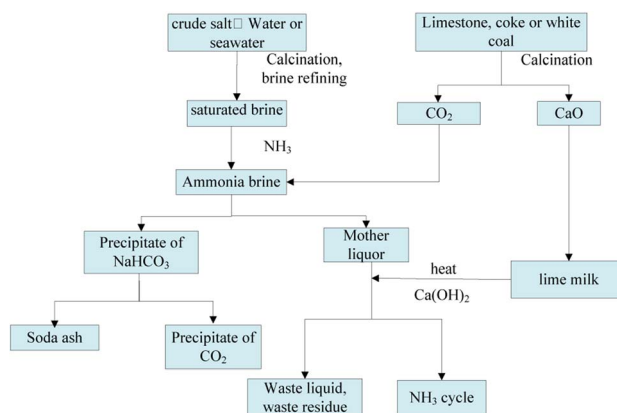 crude salt□ Water or
seawater
Limestone, coke or white
coal
Calcination,
brine refining
Calcination
saturated brine
CO₂
CaO
NH₃
Ammonia brine
Precipitate of
NaHCO₃
Mother
liquor
heat
Ca(OH)₂
lime milk
Soda ash
Precipitate of
CO₂
Waste liquid,
waste residue
NH₃ cycle